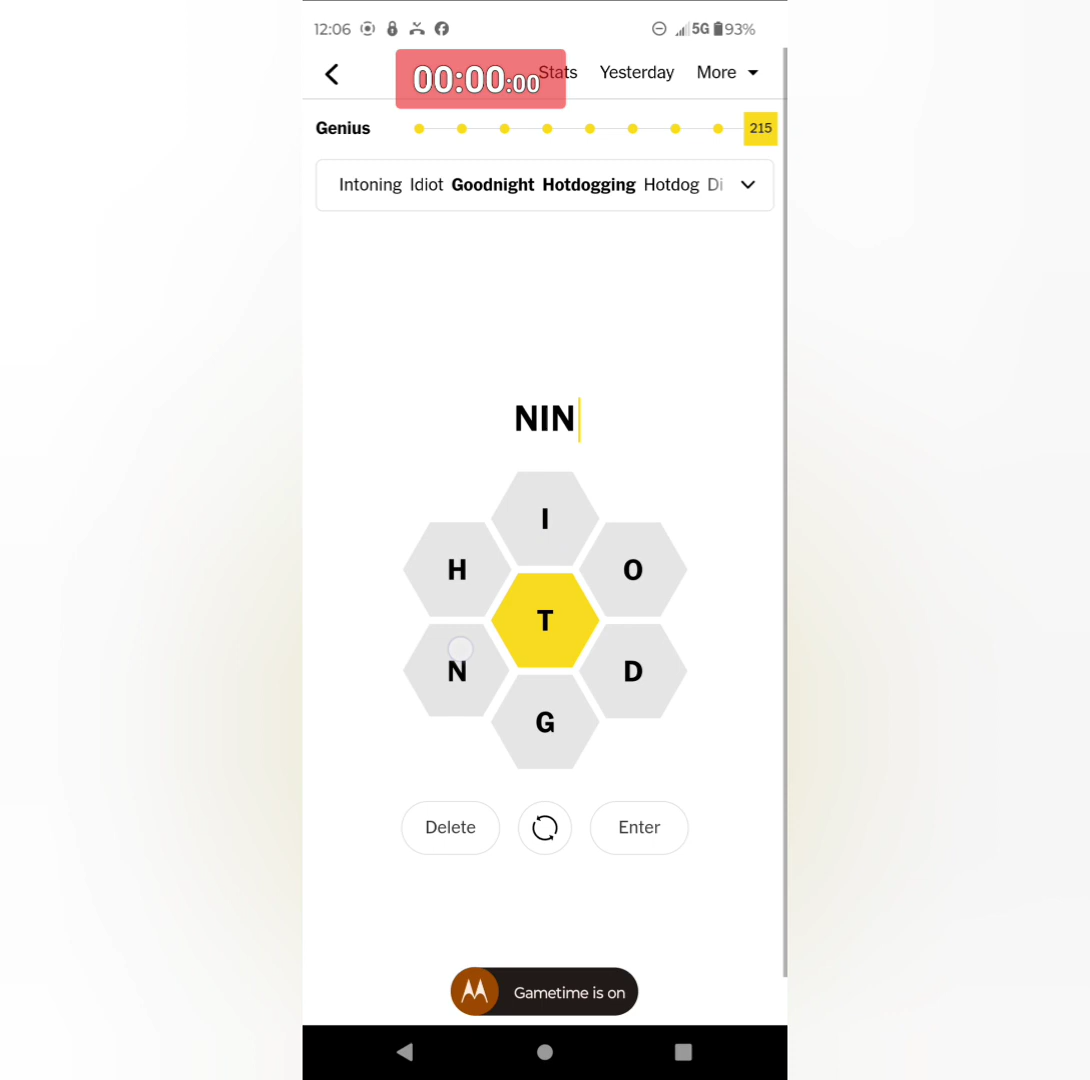 12:06 5G 93%
00:00:00 Stats Yesterday More
Genius 215
Intoning Idiot Goodnight Hotdogging Hotdog Di
NIN
I
H O
T
N D
G
Delete Enter
Gametime is on